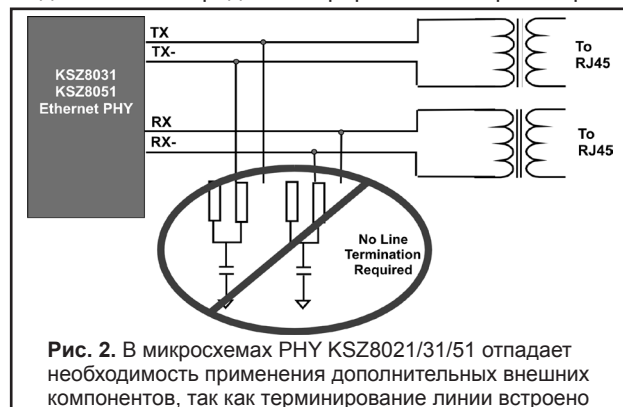 TX
TX-
KSZ8031
KSZ8051
Ethernet PHY
RX
RX-
To
RJ45
To
RJ45
No Line
Termination
Required
Рис. 2. В микросхемах PHY KSZ8021/31/51 отпадает
необходимость применения дополнительных внешних
компонентов, так как терминирование линии встроено